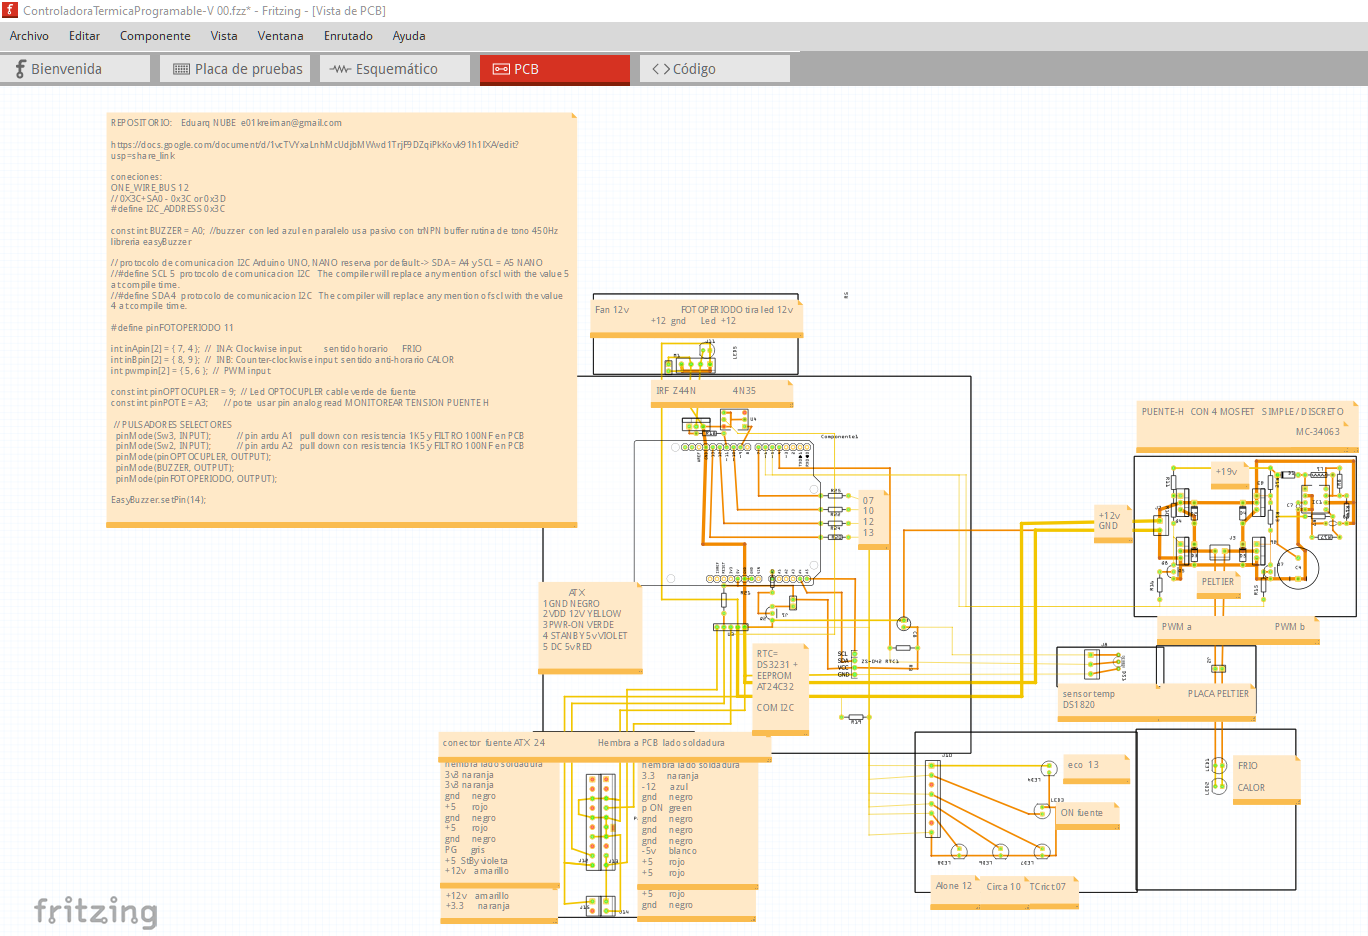 ControladoraTermicaProgramable-V 00.fzz* - Fritzing - [Vista de PCB]
Archivo Editar Componente Vista Ventana Enrutado Ayuda
Bienvenida Placa de pruebas Esquemático PCB Código
REPOSITORIO: Eduarq NUBE e01kreiman@gmail.com
usp=share_link
coneciones:
ONE_WIRE_BUS 12
// 0X3C+SA0 - 0x3C or 0x3D
#define I2C_ADDRESS 0x3C
const int BUZZER = A0; //buzzer con led azul en paralelo usa pasivo con trNPN buffer rutina de tono 450Hz
libreria easyBuzzer
// protocolo de comunicacion I2C Arduino UNO, NANO reserva por default-> SDA= A4 y SCL = A5 NANO
//#define SCL 5 protocolo de comunicacion I2C The compiler will replace any mention of scl with the value 5
at compile time.
//#define SDA 4 protocolo de comunicacion I2C The compiler will replace any mention of scl with the value
4 at compile time.
#define pinFOTOPERIODO 11
int inApin[2] = { 7, 4 }; // INA: Clockwise input sentido horario FRIO
int inBpin[2] = { 8, 9 }; // INB: Counter-clockwise input sentido anti-horario CALOR
int pwmpin[2] = { 5, 6 }; // PWM input
const int pinOPTOCUPLER = 9; // Led OPTOCUPLER cable verde de fuente
const int pinPOTE = A3; // pote usar pin analog read MONITOREAR TENSION PUENTE H
// PULSADORES SELECTORES
pinMode(Sw3, INPUT); // pin ardu A1 pull down con resistencia 1K5 y FILTRO 100NF en PCB
pinMode(Sw2, INPUT); // pin ardu A2 pull down con resistencia 1K5 y FILTRO 100NF en PCB
pinMode(pinOPTOCUPLER, OUTPUT);
pinMode(BUZZER, OUTPUT);
pinMode(pinFOTOPERIODO, OUTPUT);
EasyBuzzer.setPin(14);
Fan 12v FOTOPERIODO tira led 12v
+12 gnd Led +12
IRF Z44N 4N35
Componente1
07
10
12
13
PUENTE-H CON 4 MOSFET SIMPLE / DISCRETO
MC-34063
+19v
+12v
GND
PELTIER
PWM a PWM b
ATX
1 GND NEGRO
2 VDD 12V YELLOW
3 PWR-ON VERDE
4 STANBY 5v VIOLET
5 DC 5v RED
RTC=
DS3231 +
EEPROM
AT24C32
COM I2C
SCL
SDA
VCC
GND
ZS-042 RTC1
R19
sensor temp
DS1820
PLACA PELTIER
conector fuente ATX 24 Hembra a PCB lado soldadura
hembra lado soldadura
3v3 naranja
3v3 naranja
gnd negro
+5 rojo
gnd negro
+5 rojo
gnd negro
PG gris
+5 StBy violeta
+12v amarillo
+12v amarillo
+3.3 naranja
hembra lado soldadura
3.3 naranja
-12 azul
gnd negro
p ON green
gnd negro
gnd negro
gnd negro
-5v blanco
+5 rojo
+5 rojo
+5 rojo
gnd negro
eco 13
ON fuente
FRIO
CALOR
Alone 12 Circa 10 TCrict.07
fritzing